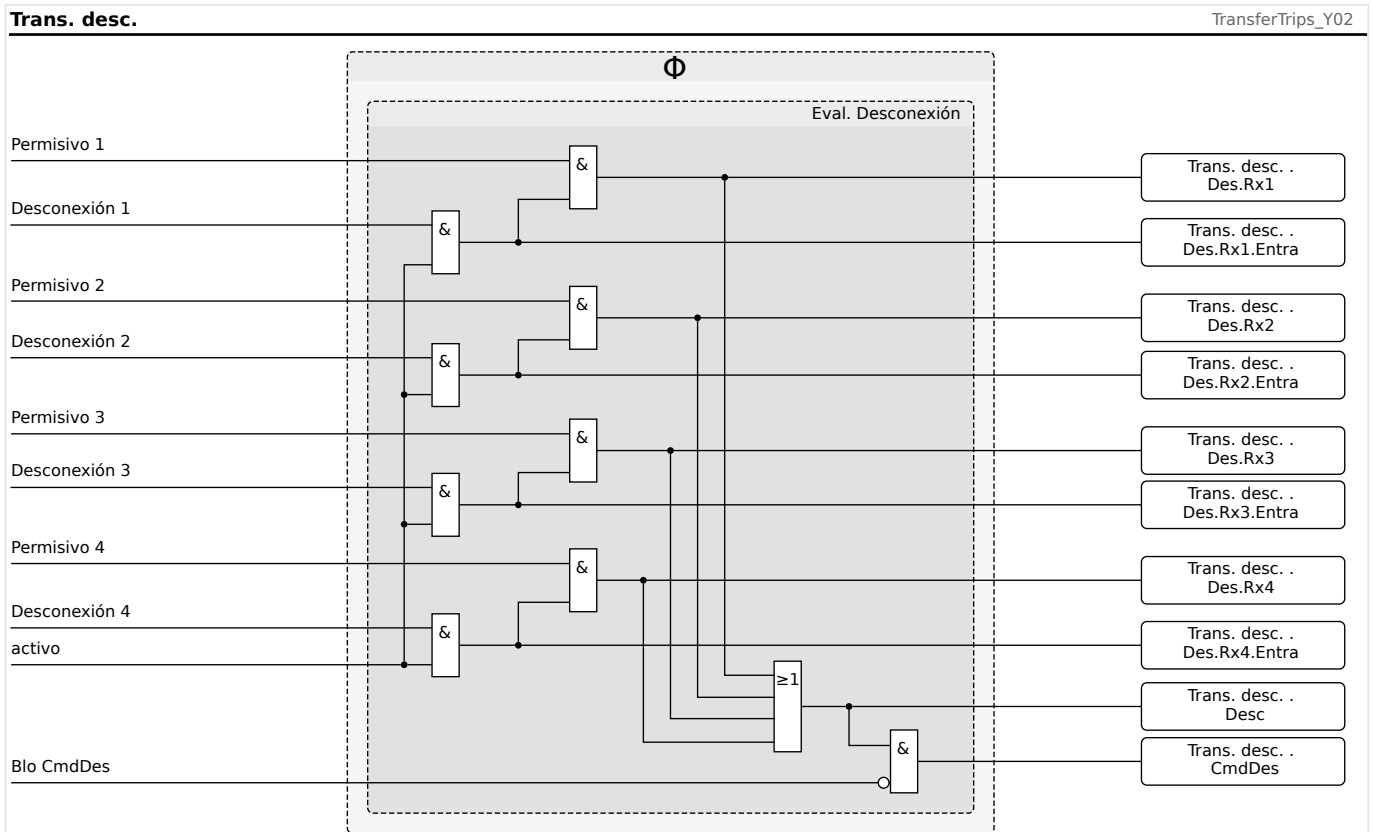 Trans. desc.
TransferTrips_Y02
Φ
Eval. Desconexión
Permisivo 1
&
Trans. desc. .
Des.Rx1
Desconexión 1
&
Trans. desc. .
Des.Rx1.Entra
Permisivo 2
&
Trans. desc. .
Des.Rx2
Desconexión 2
&
Trans. desc. .
Des.Rx2.Entra
Permisivo 3
&
Trans. desc. .
Des.Rx3
Desconexión 3
&
Trans. desc. .
Des.Rx3.Entra
Permisivo 4
&
Trans. desc. .
Des.Rx4
Desconexión 4
&
activo
Trans. desc. .
Des.Rx4.Entra
≥1
Trans. desc. .
Desc
Blo CmdDes
&
Trans. desc. .
CmdDes